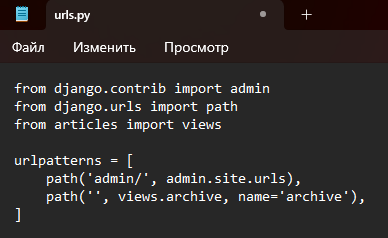 urls.py
Файл Изменить Просмотр
from django.contrib import admin
from django.urls import path
from articles import views

urlpatterns = [
    path('admin/', admin.site.urls),
    path('', views.archive, name='archive'),
]